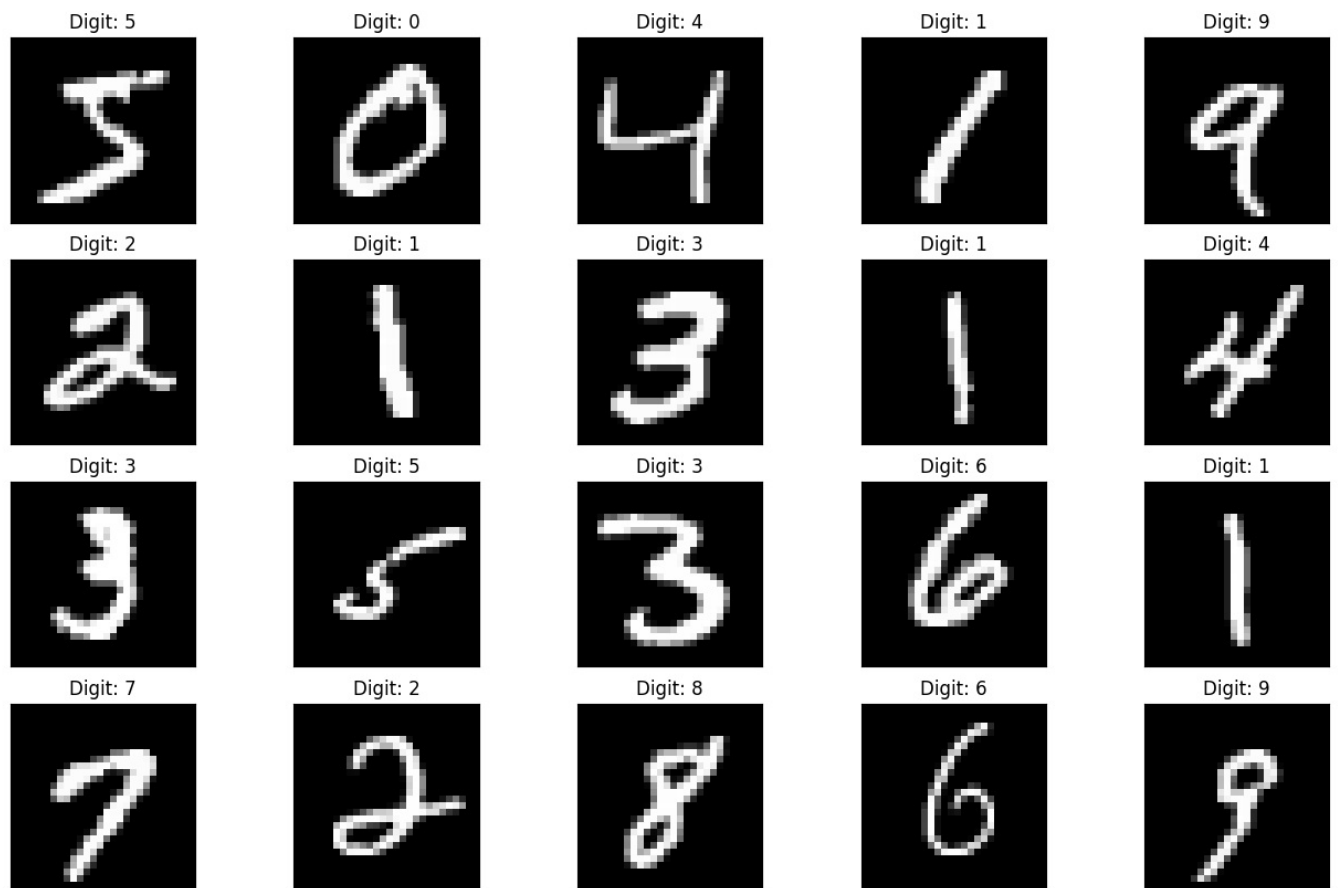 Digit: 5 Digit: 0 Digit: 4 Digit: 1 Digit: 9
5 0 4 1 9
Digit: 2 Digit: 1 Digit: 3 Digit: 1 Digit: 4
2 1 3 1 4
Digit: 3 Digit: 5 Digit: 3 Digit: 6 Digit: 1
3 5 3 6 1
Digit: 7 Digit: 2 Digit: 8 Digit: 6 Digit: 9
7 2 8 6 9